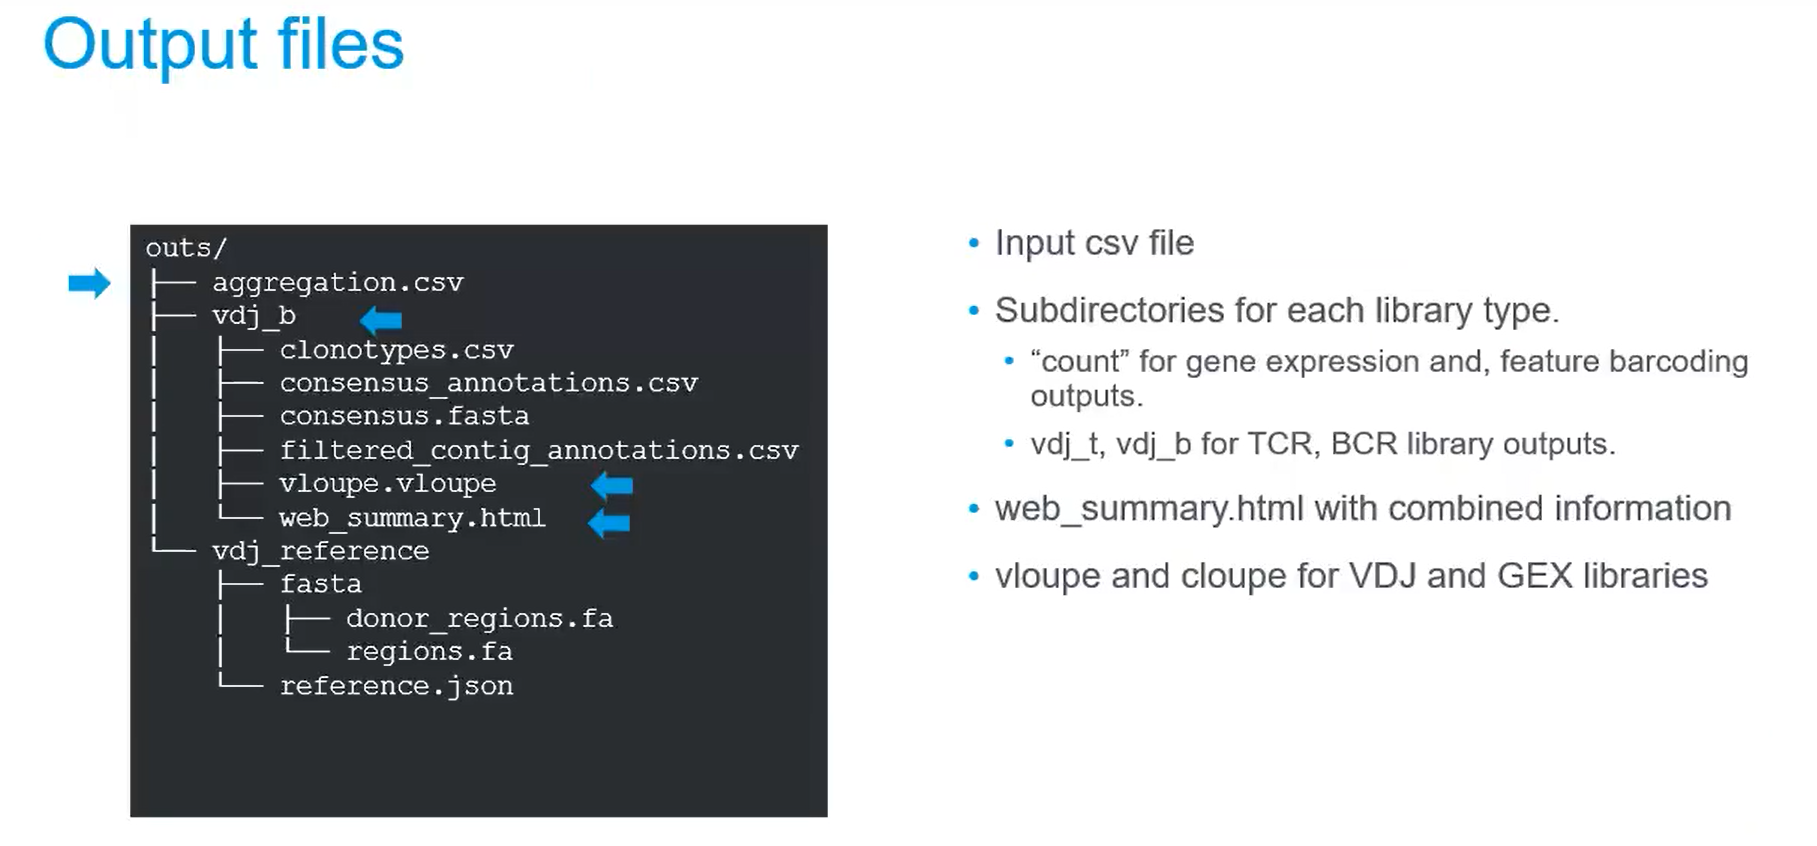 Output files
outs/
├── aggregation.csv
├── vdj_b
│   ├── clonotypes.csv
│   ├── consensus_annotations.csv
│   ├── consensus.fasta
│   ├── filtered_contig_annotations.csv
│   ├── vloupe.vloupe
│   └── web_summary.html
└── vdj_reference
    ├── fasta
    │   ├── donor_regions.fa
    │   └── regions.fa
    └── reference.json
• Input csv file
• Subdirectories for each library type.
• “count” for gene expression and, feature barcoding
outputs.
• vdj_t, vdj_b for TCR, BCR library outputs.
• web_summary.html with combined information
• vloupe and cloupe for VDJ and GEX libraries